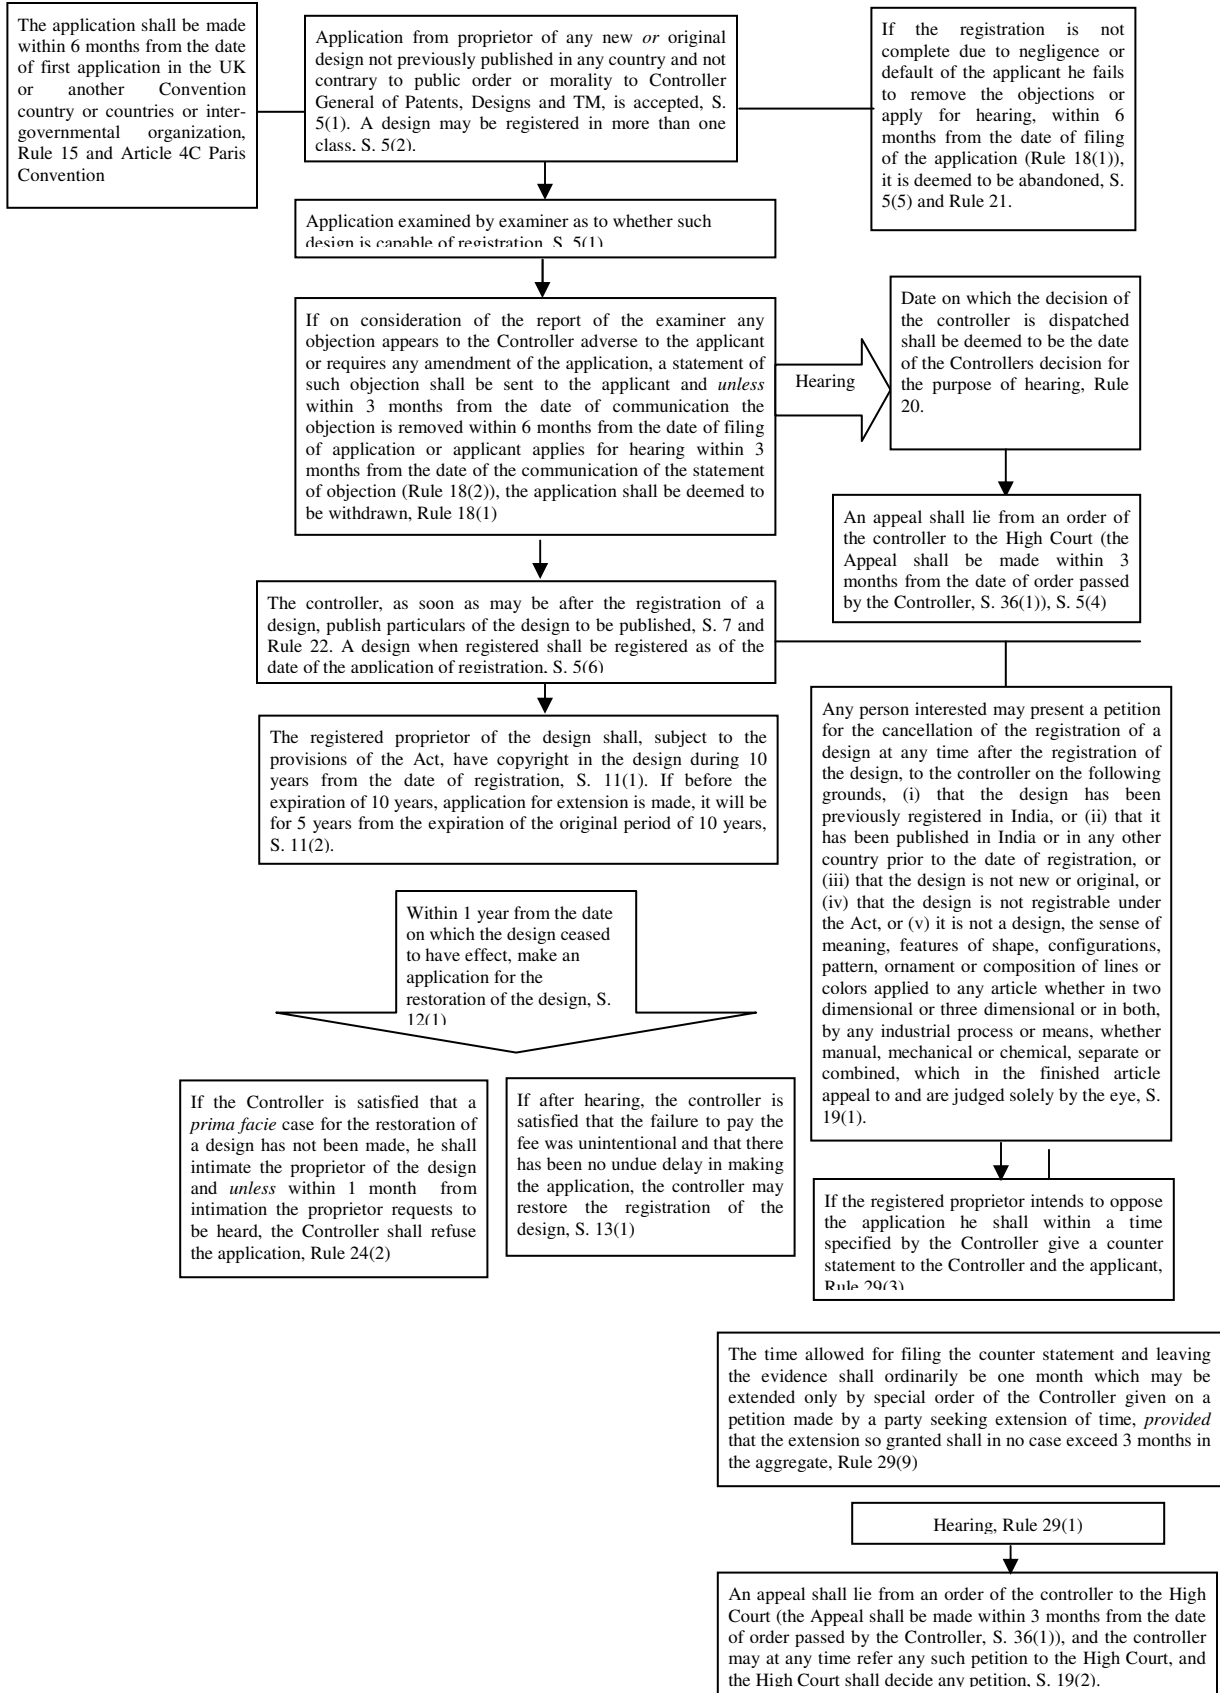 The application shall be made
within 6 months from the date
of first application in the UK
or another Convention
country or countries or inter-
governmental organization,
Rule 15 and Article 4C Paris
Convention
Application from proprietor of any new or original
design not previously published in any country and not
contrary to public order or morality to Controller
General of Patents, Designs and TM, is accepted, S.
5(1). A design may be registered in more than one
class, S. 5(2).
If the registration is not
complete due to negligence or
default of the applicant he fails
to remove the objections or
apply for hearing, within 6
months from the date of filing
of the application (Rule 18(1)),
it is deemed to be abandoned, S.
5(5) and Rule 21.
Application examined by examiner as to whether such
design is capable of registration, S. 5(1)
If on consideration of the report of the examiner any
objection appears to the Controller adverse to the applicant
or requires any amendment of the application, a statement
of such objection shall be sent to the applicant and unless
within 3 months from the date of communication the
objection is removed within 6 months from the date of filing
of application or applicant applies for hearing within 3
months from the date of the communication of the statement
of objection (Rule 18(2)), the application shall be deemed to
be withdrawn, Rule 18(1)
Hearing
Date on which the decision of
the controller is dispatched
shall be deemed to be the date
of the Controllers decision for
the purpose of hearing, Rule
20.
An appeal shall lie from an order of
the controller to the High Court (the
Appeal shall be made within 3
months from the date of order passed
by the Controller, S. 36(1)), S. 5(4)
The controller, as soon as may be after the registration of a
design, publish particulars of the design to be published, S. 7 and
Rule 22. A design when registered shall be registered as of the
date of the application of registration, S. 5(6)
The registered proprietor of the design shall, subject to the
provisions of the Act, have copyright in the design during 10
years from the date of registration, S. 11(1). If before the
expiration of 10 years, application for extension is made, it will be
for 5 years from the expiration of the original period of 10 years,
S. 11(2).
Any person interested may present a petition
for the cancellation of the registration of a
design at any time after the registration of
the design, to the controller on the following
grounds, (i) that the design has been
previously registered in India, or (ii) that it
has been published in India or in any other
country prior to the date of registration, or
(iii) that the design is not new or original, or
(iv) that the design is not registrable under
the Act, or (v) it is not a design, the sense of
meaning, features of shape, configurations,
pattern, ornament or composition of lines or
colors applied to any article whether in two
dimensional or three dimensional or in both,
by any industrial process or means, whether
manual, mechanical or chemical, separate or
combined, which in the finished article
appeal to and are judged solely by the eye, S.
19(1).
Within 1 year from the date
on which the design ceased
to have effect, make an
application for the
restoration of the design, S.
12(1)
If the Controller is satisfied that a
prima facie case for the restoration of
a design has not been made, he shall
intimate the proprietor of the design
and unless within 1 month from
intimation the proprietor requests to
be heard, the Controller shall refuse
the application, Rule 24(2)
If after hearing, the controller is
satisfied that the failure to pay the
fee was unintentional and that there
has been no undue delay in making
the application, the controller may
restore the registration of the
design, S. 13(1)
If the registered proprietor intends to oppose
the application he shall within a time
specified by the Controller give a counter
statement to the Controller and the applicant,
Rule 29(3)
The time allowed for filing the counter statement and leaving
the evidence shall ordinarily be one month which may be
extended only by special order of the Controller given on a
petition made by a party seeking extension of time, provided
that the extension so granted shall in no case exceed 3 months in
the aggregate, Rule 29(9)
Hearing, Rule 29(1)
An appeal shall lie from an order of the controller to the High
Court (the Appeal shall be made within 3 months from the date
of order passed by the Controller, S. 36(1)), and the controller
may at any time refer any such petition to the High Court, and
the High Court shall decide any petition, S. 19(2).